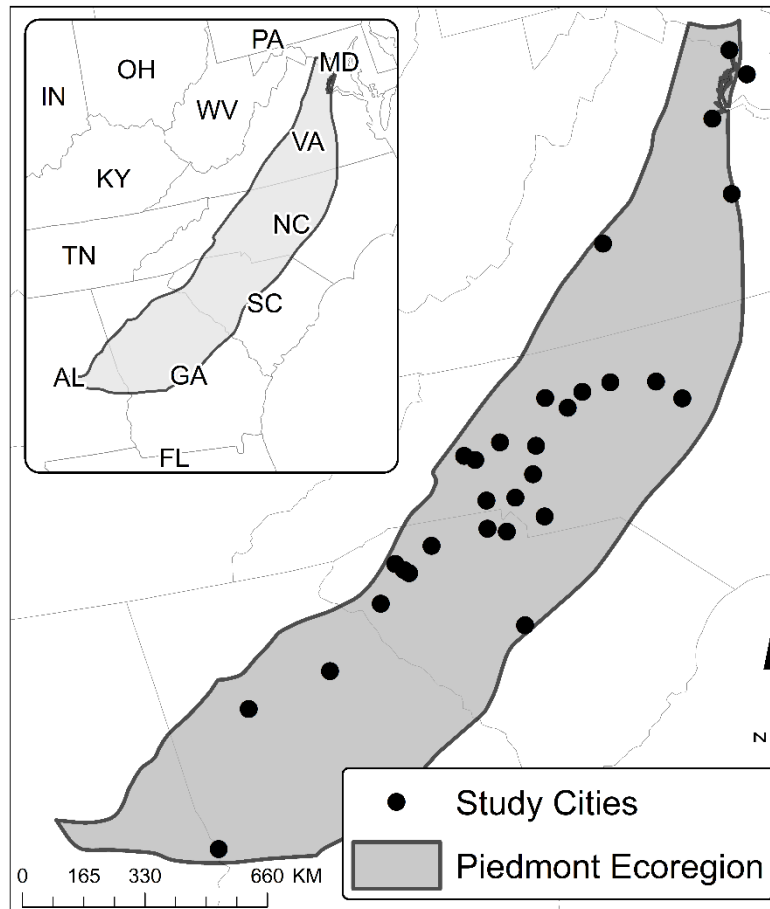 PA
OH
MD
IN
WV
VA
KY
NC
TN
SC
AL
GA
FL
N
Study Cities
Piedmont Ecoregion
0 165 330 660 KM